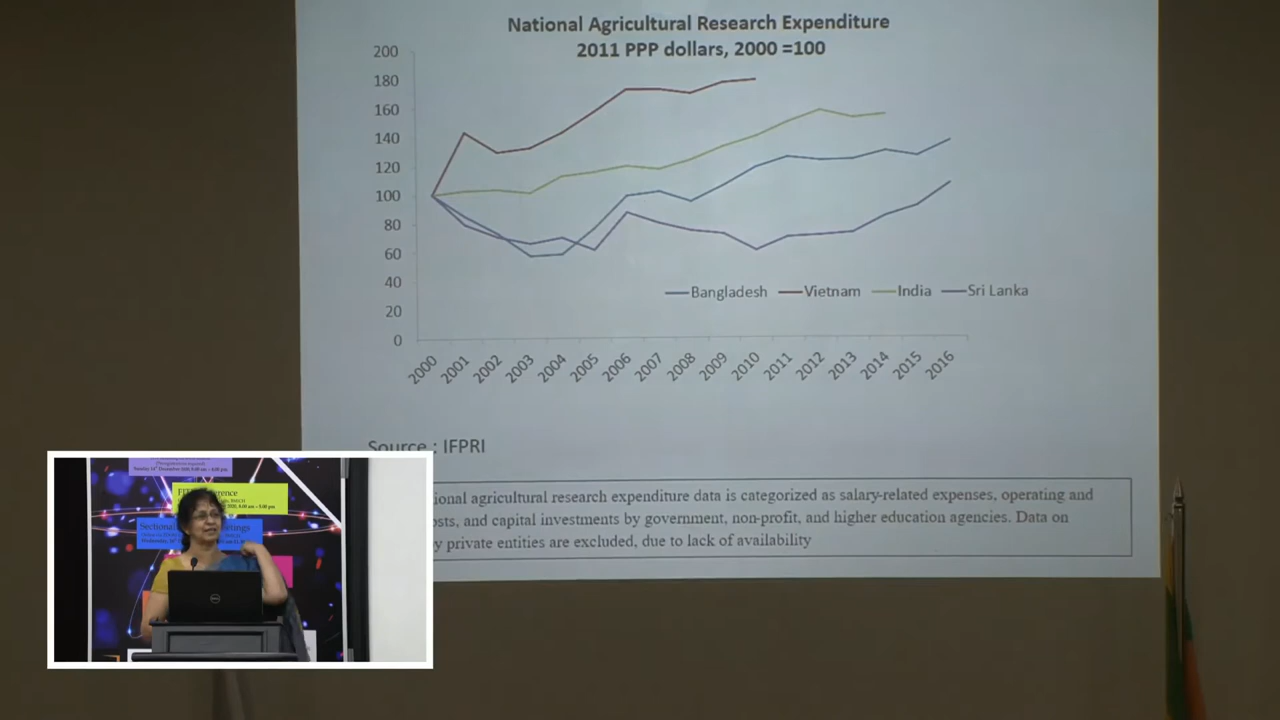 National Agricultural Research Expenditure
2011 PPP dollars, 2000 =100
200
180
160
140
120
100
80
60
40
20
0
Bangladesh Vietnam India Sri Lanka
2000 2001 2002 2003 2004 2005 2006 2007 2008 2009 2010 2011 2012 2013 2014 2015 2016
Source : IFPRI
ional agricultural research expenditure data is categorized as salary-related expenses, operating and
osts, and capital investments by government, non-profit, and higher education agencies. Data on
y private entities are excluded, due to lack of availability
Sectional
DELL